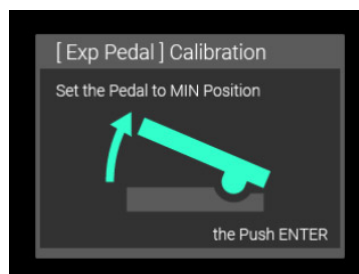 [ Exp Pedal ] Calibration
Set the Pedal to MIN Position
the Push ENTER